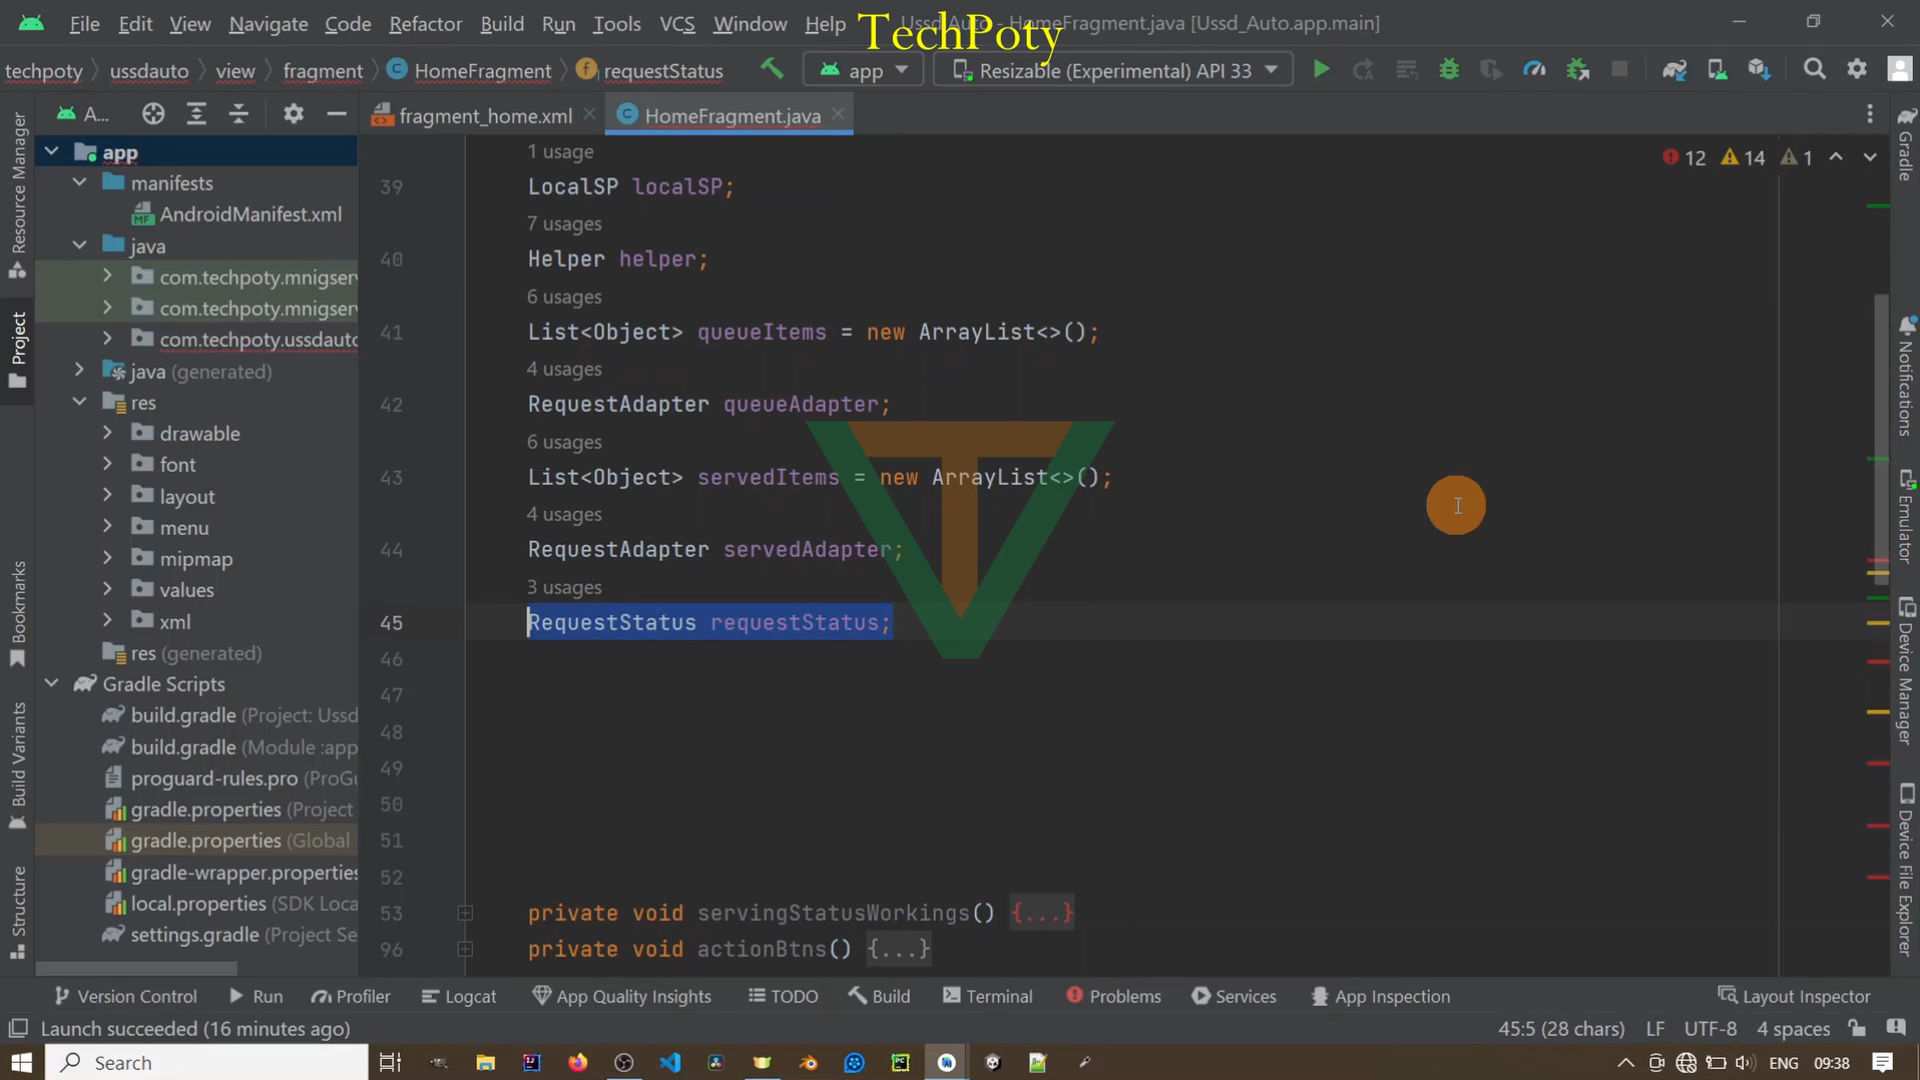 File Edit View Navigate Code Refactor Build Run Tools VCS Window Help Ussd_Auto - HomeFragment.java [Ussd_Auto.app.main]
TechPoty
techpoty ussdauto view fragment HomeFragment requestStatus app Resizable (Experimental) API 33
A...
fragment_home.xml HomeFragment.java
app
manifests
AndroidManifest.xml
java
com.techpoty.mnigser
com.techpoty.mnigser
com.techpoty.ussdauto
java (generated)
res
drawable
font
layout
menu
mipmap
values
xml
res (generated)
Gradle Scripts
build.gradle (Project: Ussd
build.gradle (Module :app
proguard-rules.pro (ProGu
gradle.properties (Project
gradle.properties (Global
gradle-wrapper.properties
local.properties (SDK Loca
settings.gradle (Project Se
Resource Manager
Project
Bookmarks
Build Variants
Structure
12 14 1
1 usage
39 LocalSP localSP;
7 usages
40 Helper helper;
6 usages
41 List<Object> queueItems = new ArrayList<>();
4 usages
42 RequestAdapter queueAdapter;
6 usages
43 List<Object> servedItems = new ArrayList<>();
4 usages
44 RequestAdapter servedAdapter;
3 usages
45 RequestStatus requestStatus;
46
47
48
49
50
51
52
53 private void servingStatusWorkings() {...}
96 private void actionBtns() {...}
Gradle
Notifications
Emulator
Device Manager
Device File Explorer
Version Control Run Profiler Logcat App Quality Insights TODO Build Terminal Problems Services App Inspection Layout Inspector
Launch succeeded (16 minutes ago) 45:5 (28 chars) LF UTF-8 4 spaces
Search ENG 09:38